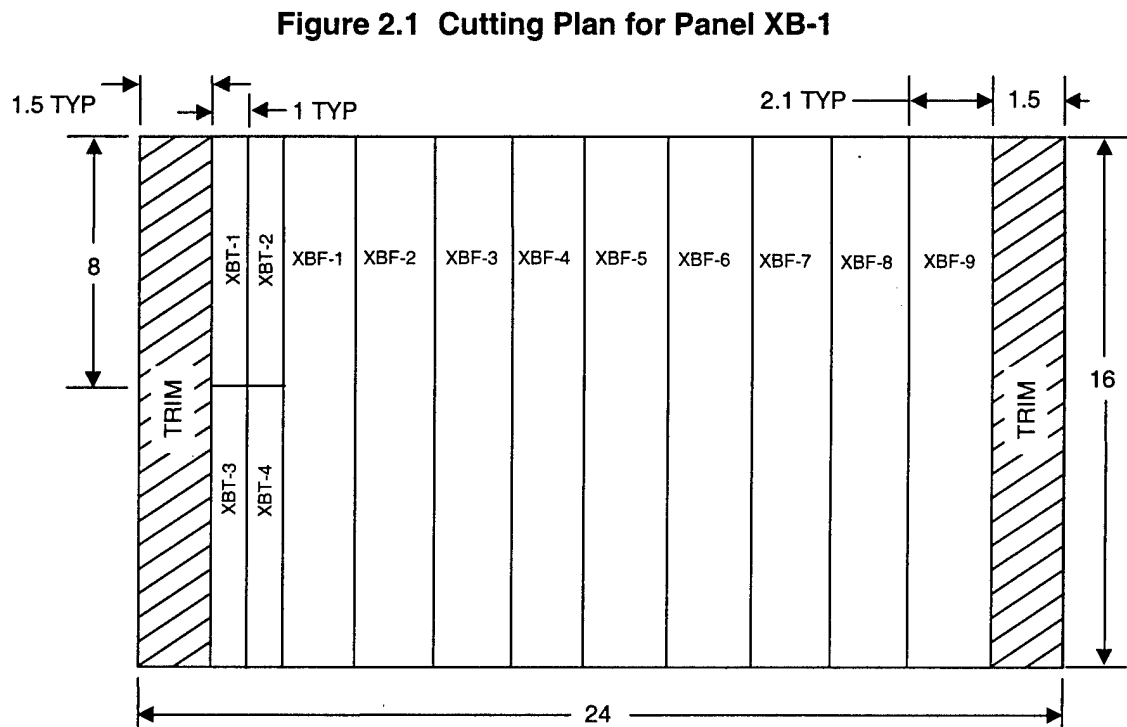 Figure 2.1 Cutting Plan for Panel XB-1
1.5 TYP
1 TYP
2.1 TYP
1.5
8
XBT-1
XBT-2
XBF-1
XBF-2
XBF-3
XBF-4
XBF-5
XBF-6
XBF-7
XBF-8
XBF-9
TRIM
TRIM
16
XBT-3
XBT-4
24